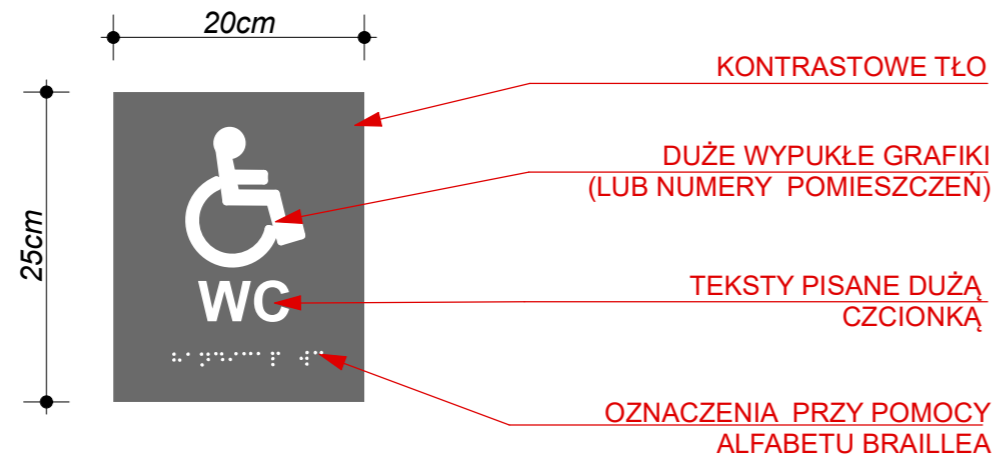 20cm
KONTRASTOWE TŁO
DUŻE WYPUKŁE GRAFIKI
(LUB NUMERY POMIESZCZEŃ)
25cm
WC
TEKSTY PISANE DUŻĄ
CZCIONKĄ
OZNACZENIA PRZY POMOCY
ALFABETU BRAILLEA